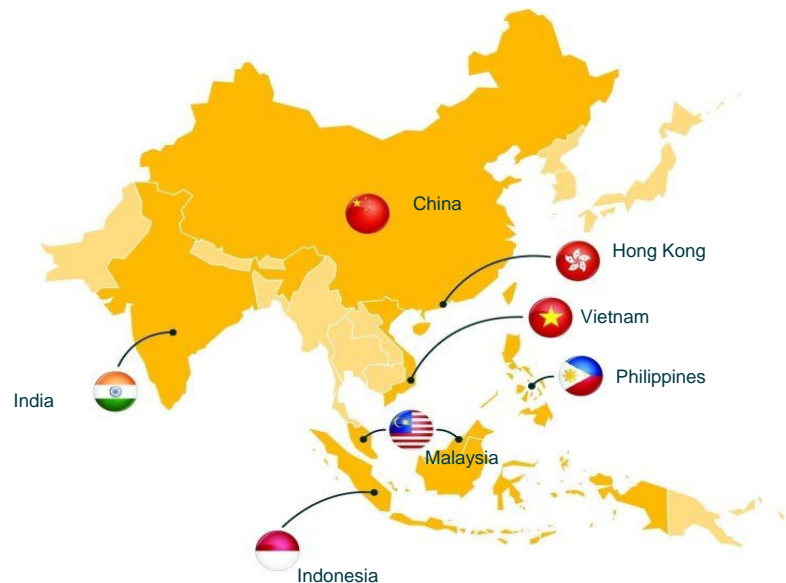 China
Hong Kong
Vietnam
Philippines
India
Malaysia
Indonesia